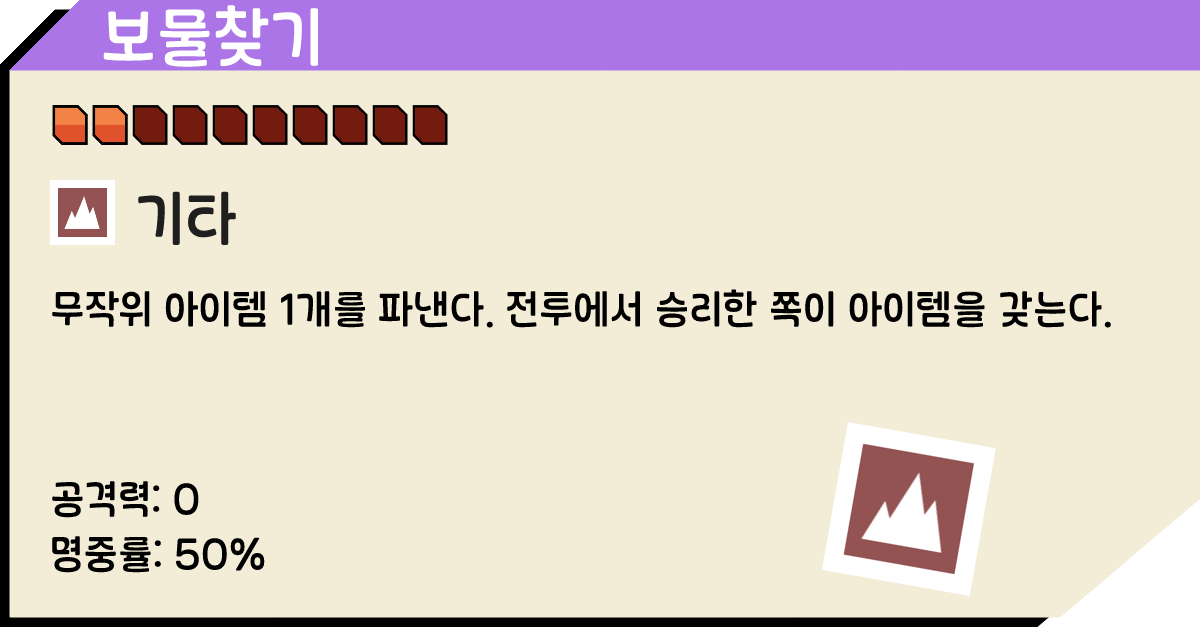 보물찾기
기타
무작위 아이템 1개를 파낸다. 전투에서 승리한 쪽이 아이템을 갖는다.
공격력: 0
명중률: 50%